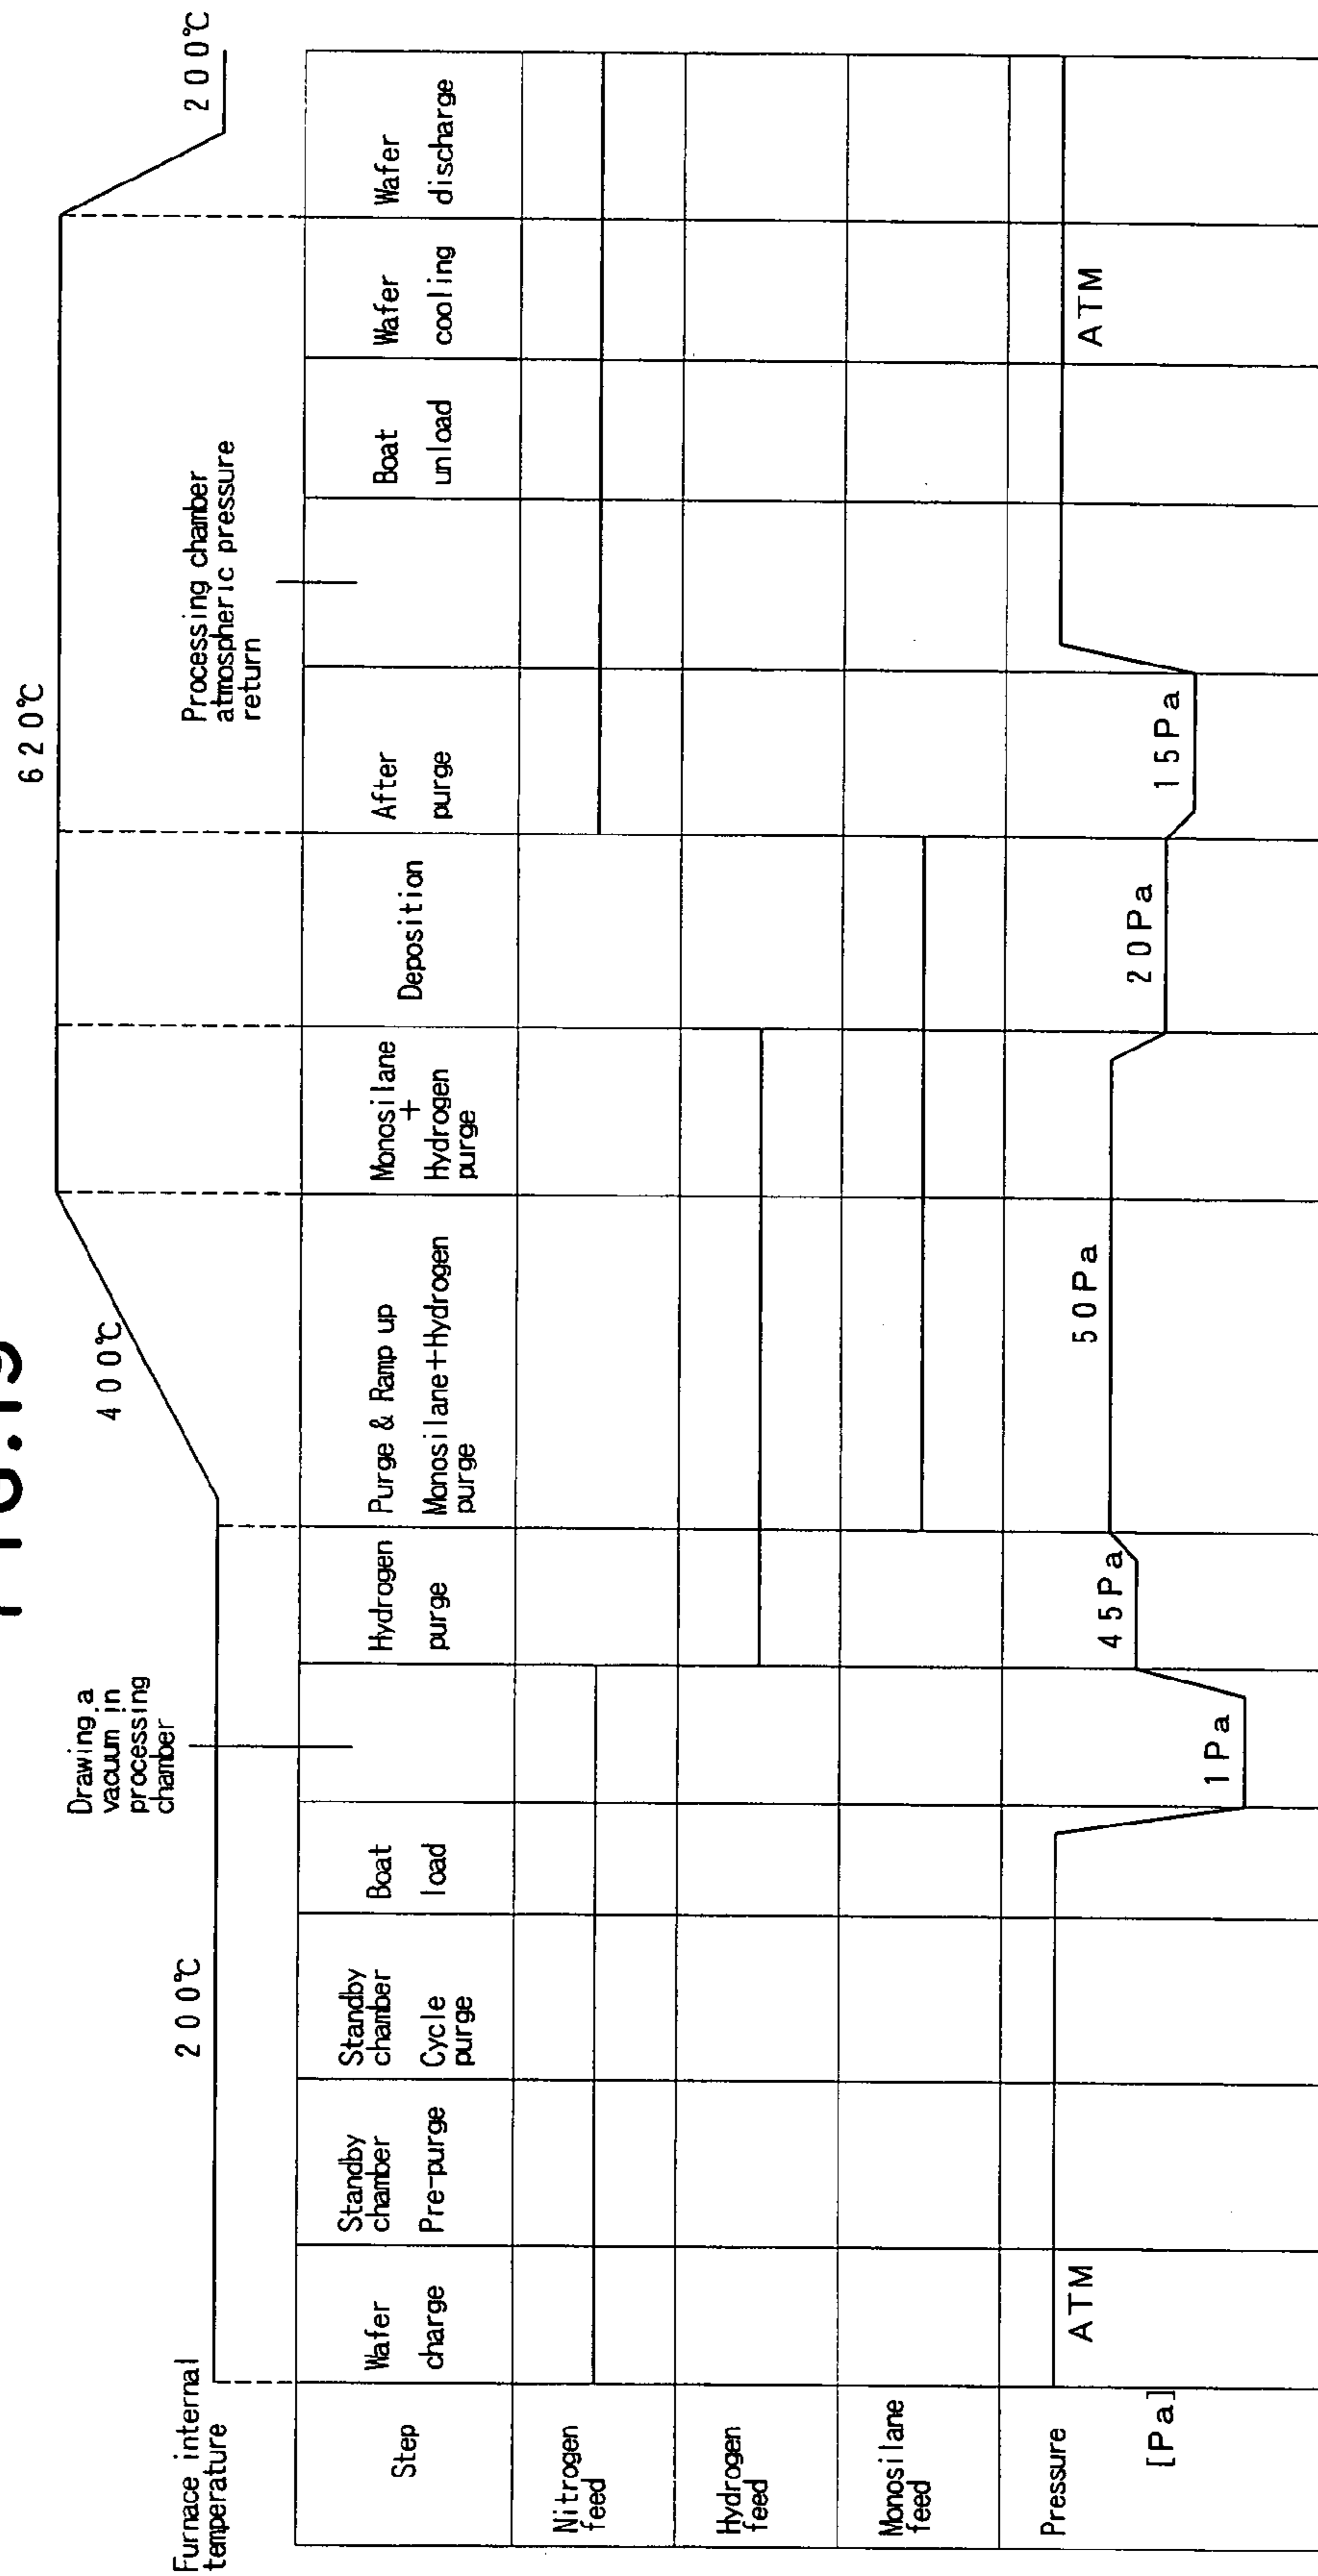 FIG.19
Furnace internal
temperature
200℃
400℃
620℃
200℃
Drawing a
vacuum in
processing
chamber
Processing chamber
atmospheric pressure
return
Step
Wafer
charge
Standby
chamber
Pre-purge
Standby
chamber
Cycle
purge
Boat
load
Hydrogen
purge
Purge & Ramp up
Monosilane+Hydrogen
purge
Monosilane
+
Hydrogen
purge
Deposition
After
purge
Boat
unload
Wafer
cooling
Wafer
discharge
Nitrogen
feed
Hydrogen
feed
Monosilane
feed
Pressure
[Pa]
ATM
1Pa
45Pa
50Pa
20Pa
15Pa
ATM